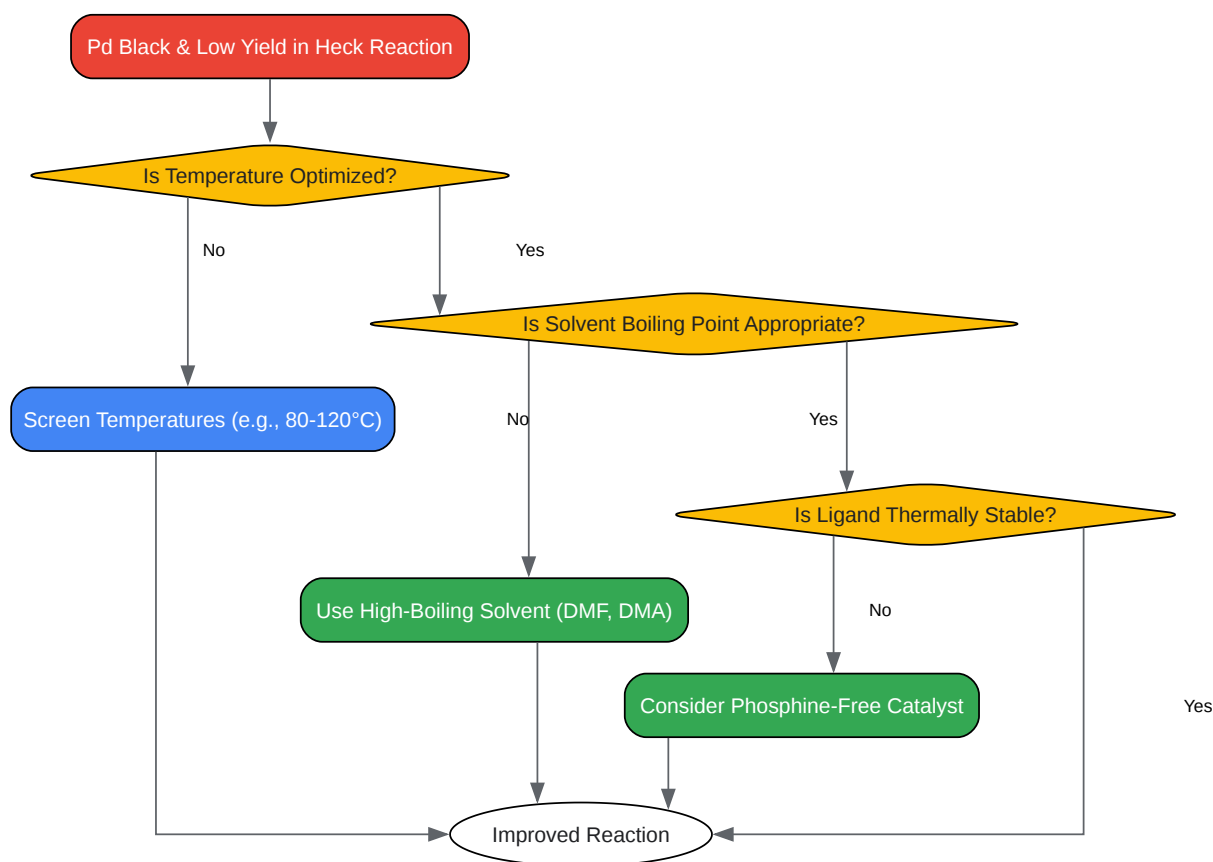 Pd Black & Low Yield in Heck Reaction
Is Temperature Optimized?
No
Yes
Is Solvent Boiling Point Appropriate?
Screen Temperatures (e.g., 80-120°C)
No
Yes
Is Ligand Thermally Stable?
Use High-Boiling Solvent (DMF, DMA)
No
Consider Phosphine-Free Catalyst
Yes
Improved Reaction